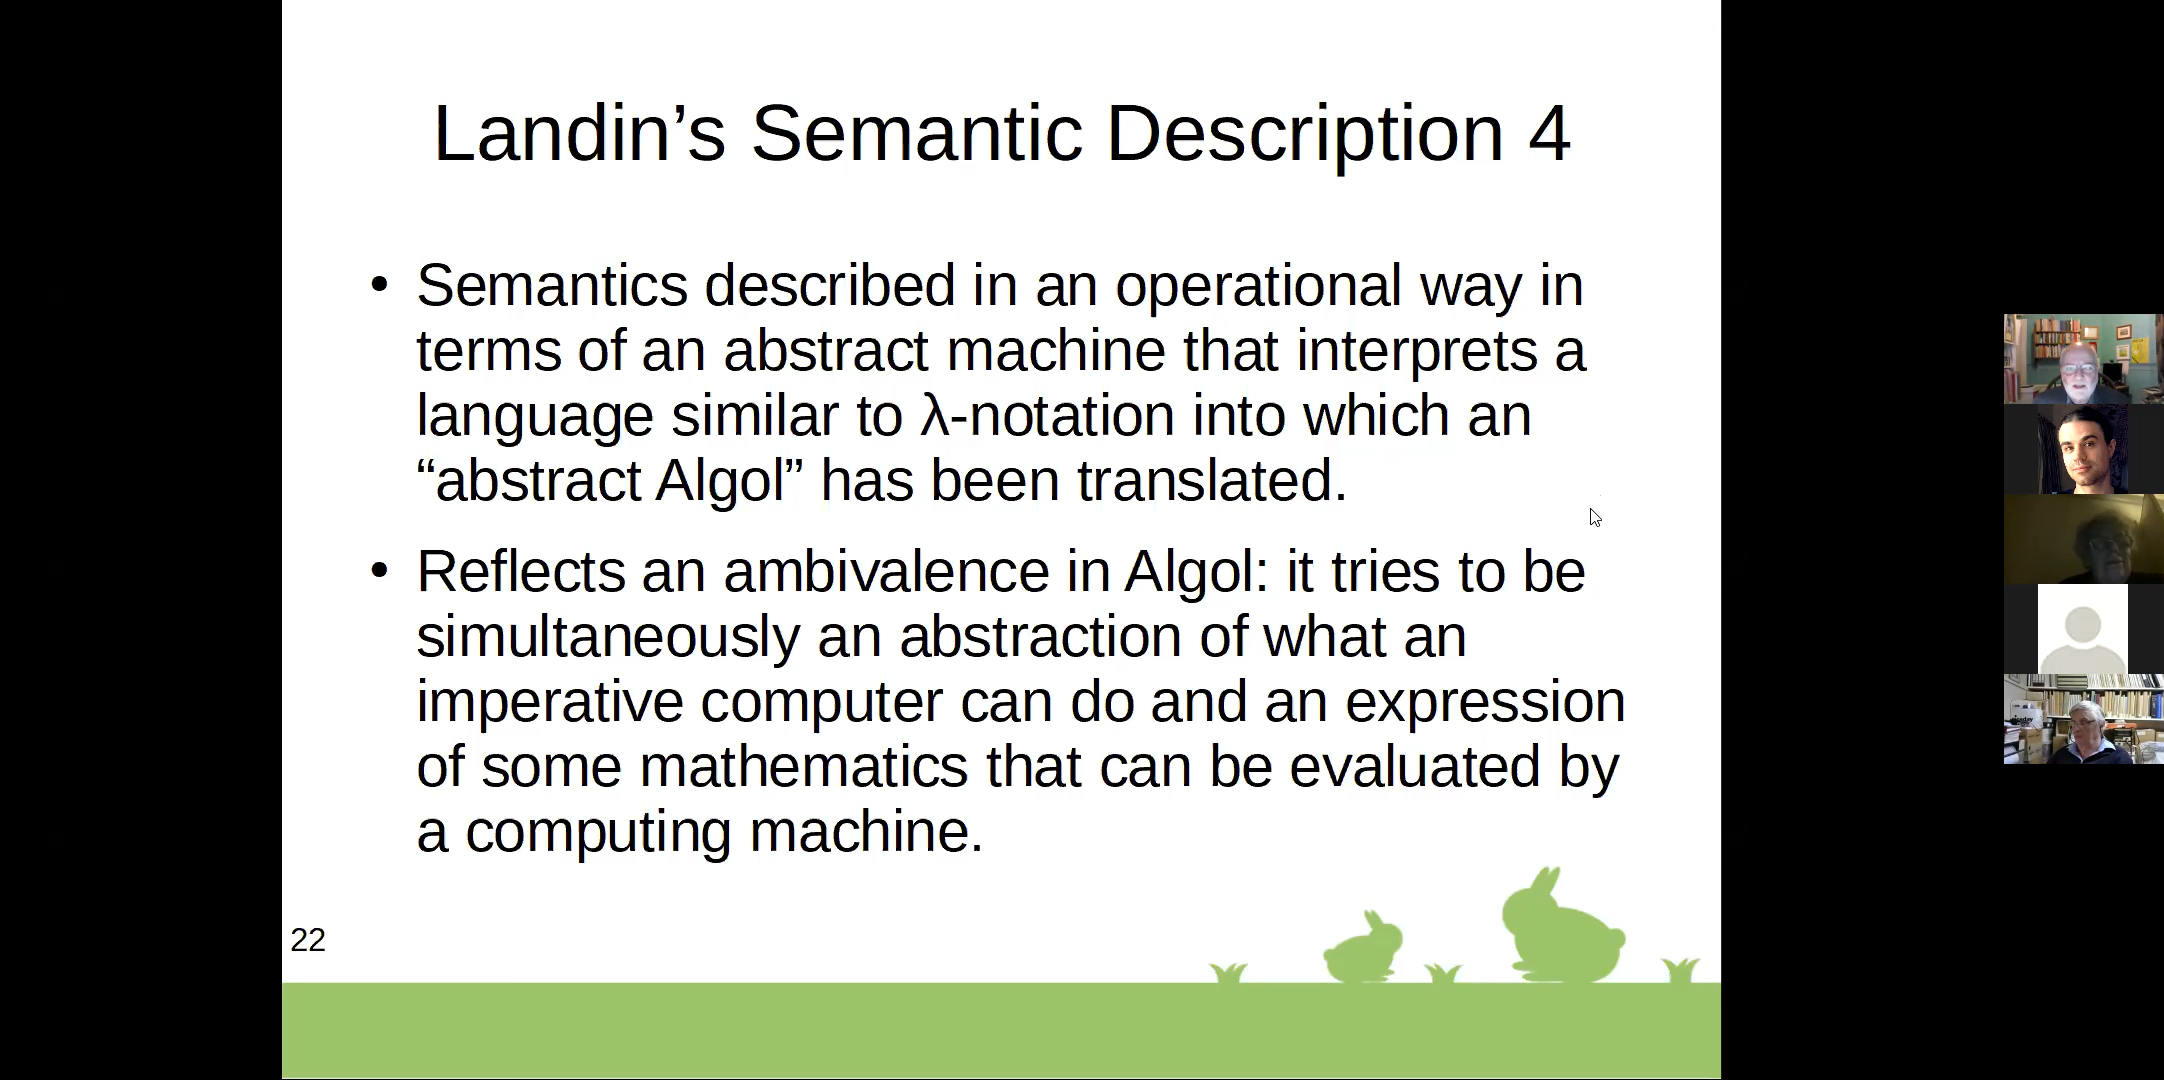 Landin’s Semantic Description 4
• Semantics described in an operational way in
terms of an abstract machine that interprets a
language similar to λ-notation into which an
“abstract Algol” has been translated.
• Reflects an ambivalence in Algol: it tries to be
simultaneously an abstraction of what an
imperative computer can do and an expression
of some mathematics that can be evaluated by
a computing machine.
22